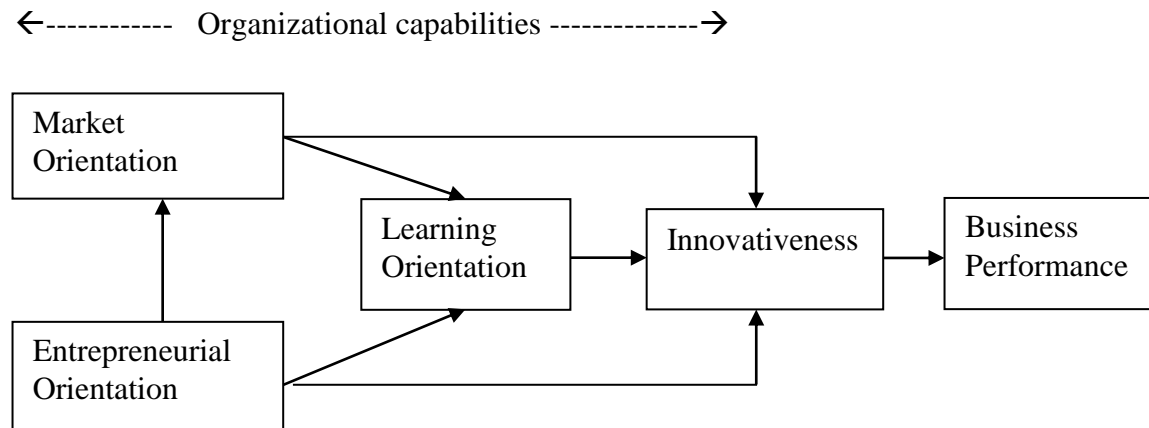 ←----------- Organizational capabilities --------------→
Market
Orientation
Learning
Orientation
Innovativeness
Business
Performance
Entrepreneurial
Orientation